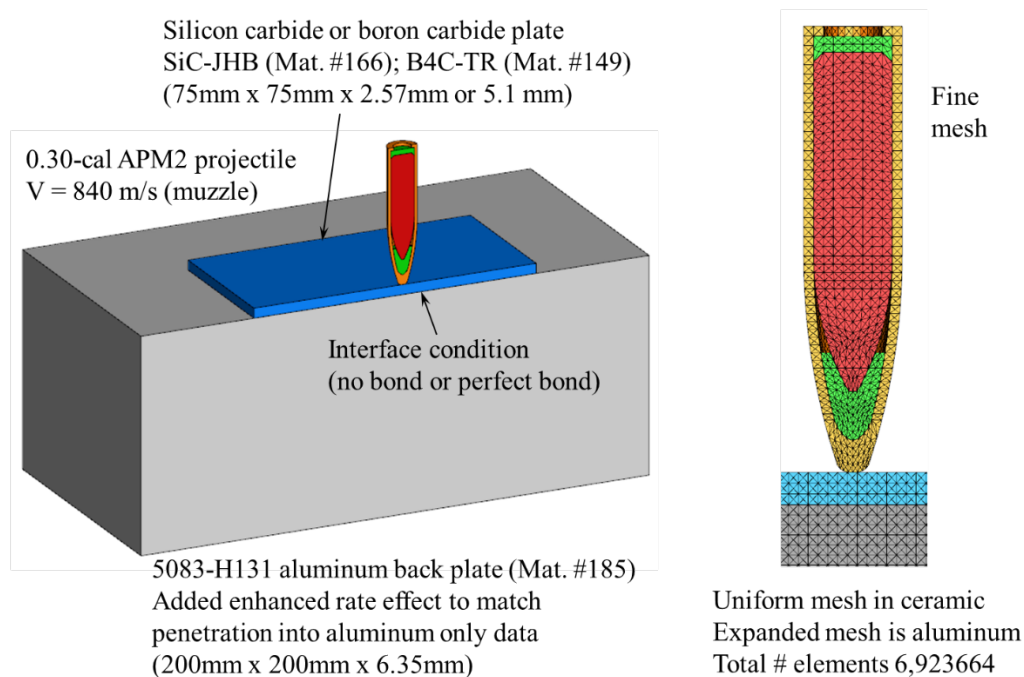 Silicon carbide or boron carbide plate
SiC-JHB (Mat. #166); B4C-TR (Mat. #149)
(75mm x 75mm x 2.57mm or 5.1 mm)
0.30-cal APM2 projectile
V = 840 m/s (muzzle)
Interface condition
(no bond or perfect bond)
5083-H131 aluminum back plate (Mat. #185)
Added enhanced rate effect to match
penetration into aluminum only data
(200mm x 200mm x 6.35mm)
Fine
mesh
Uniform mesh in ceramic
Expanded mesh is aluminum
Total # elements 6,923664